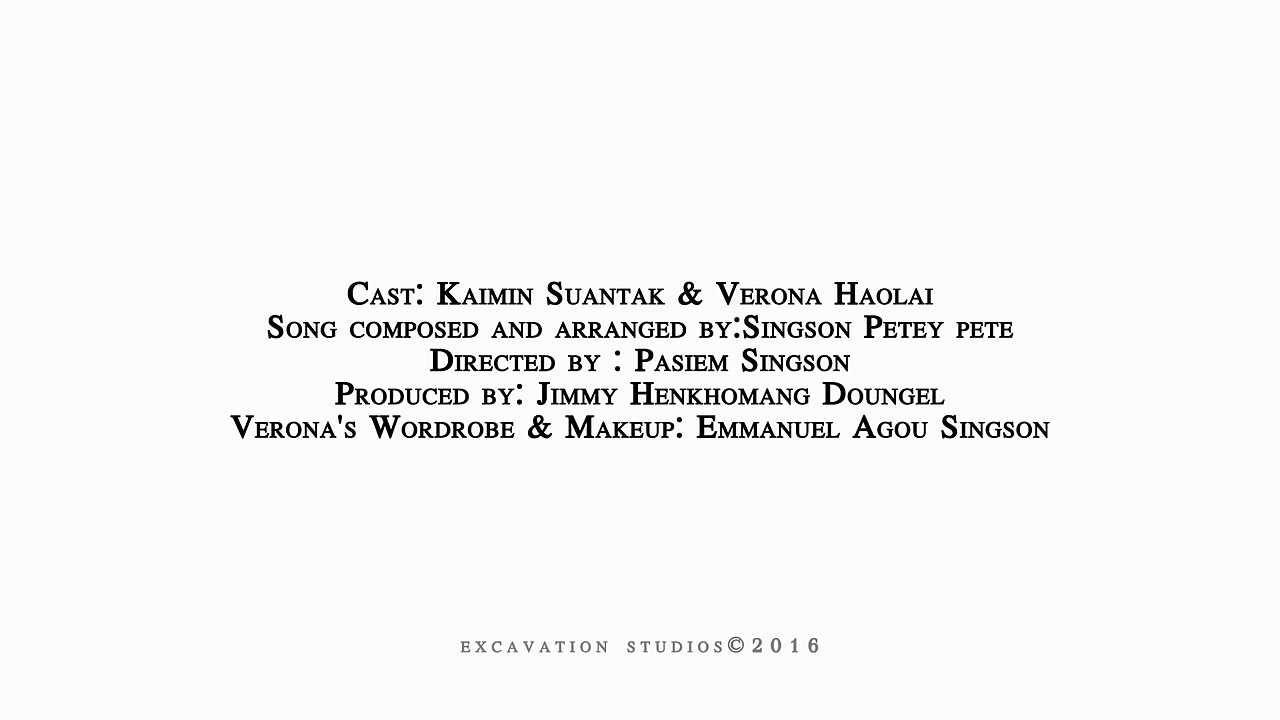 Cast: Kaimin Suantak & Verona Haolai
Song composed and arranged by:Singson Petey pete
Directed by : Pasiem Singson
Produced by: Jimmy Henkhomang Doungel
Verona's Wordrobe & Makeup: Emmanuel Agou Singson
EXCAVATION STUDIOS©2016